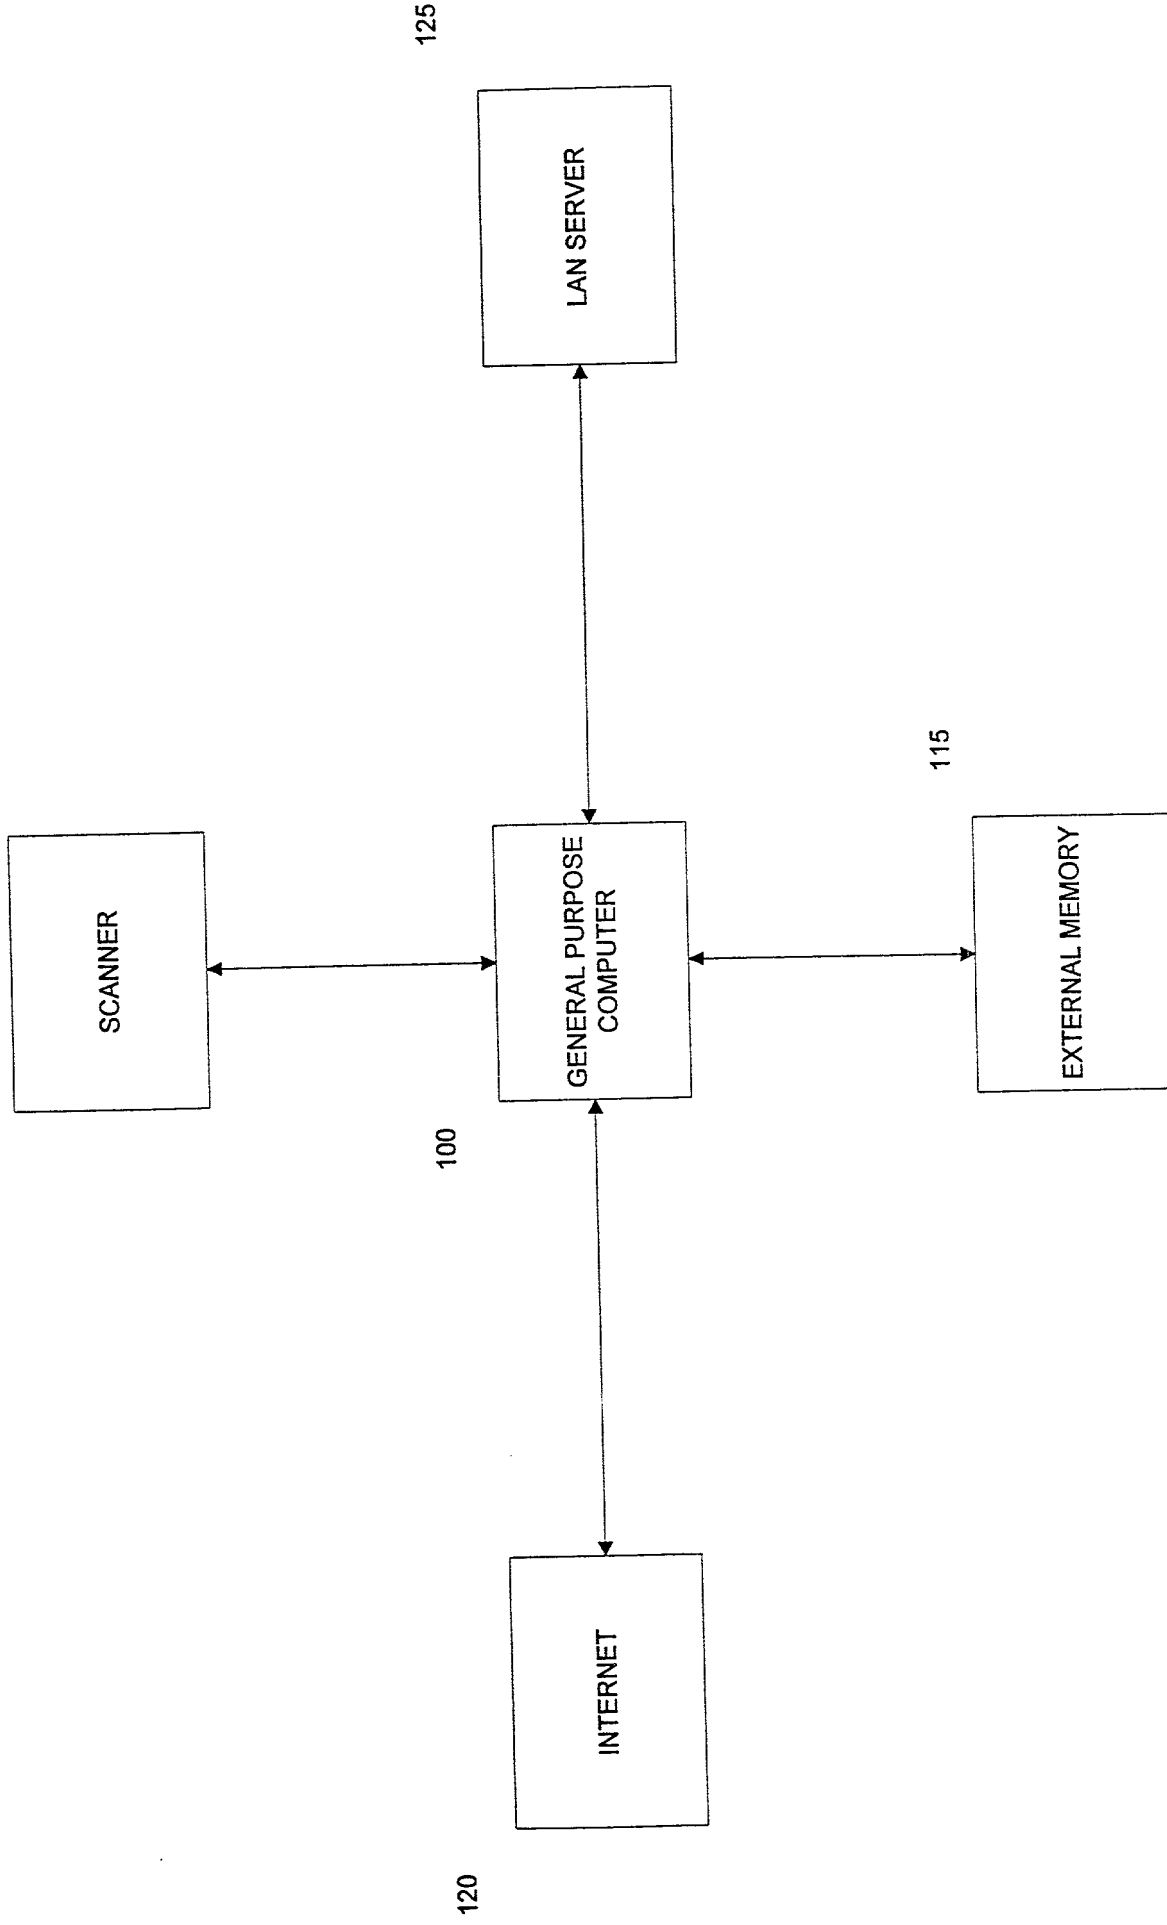 SCANNER
125
100
GENERAL PURPOSE
COMPUTER
LAN SERVER
120
INTERNET
115
EXTERNAL MEMORY